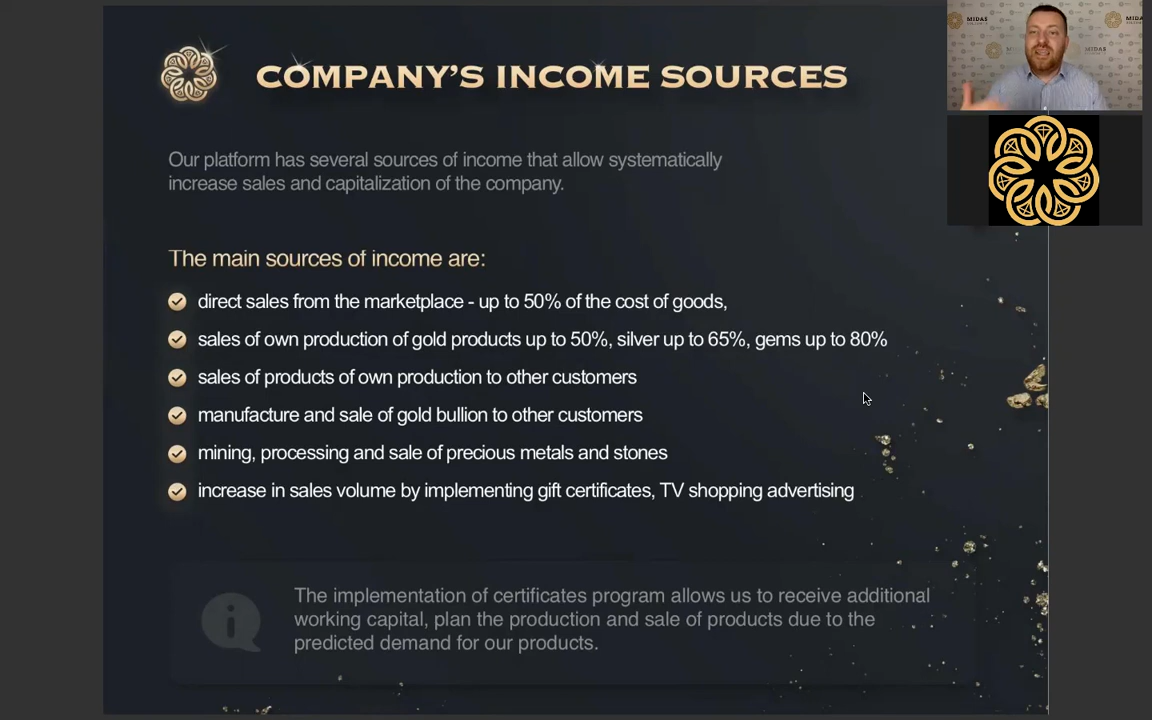 COMPANY'S INCOME SOURCES
Our platform has several sources of income that allow systematically
increase sales and capitalization of the company.
The main sources of income are:
direct sales from the marketplace - up to 50% of the cost of goods,
sales of own production of gold products up to 50%, silver up to 65%, gems up to 80%
sales of products of own production to other customers
manufacture and sale of gold bullion to other customers
mining, processing and sale of precious metals and stones
increase in sales volume by implementing gift certificates, TV shopping advertising
The implementation of certificates program allows us to receive additional
working capital, plan the production and sale of products due to the
predicted demand for our products.
MIDAS
MIDAS